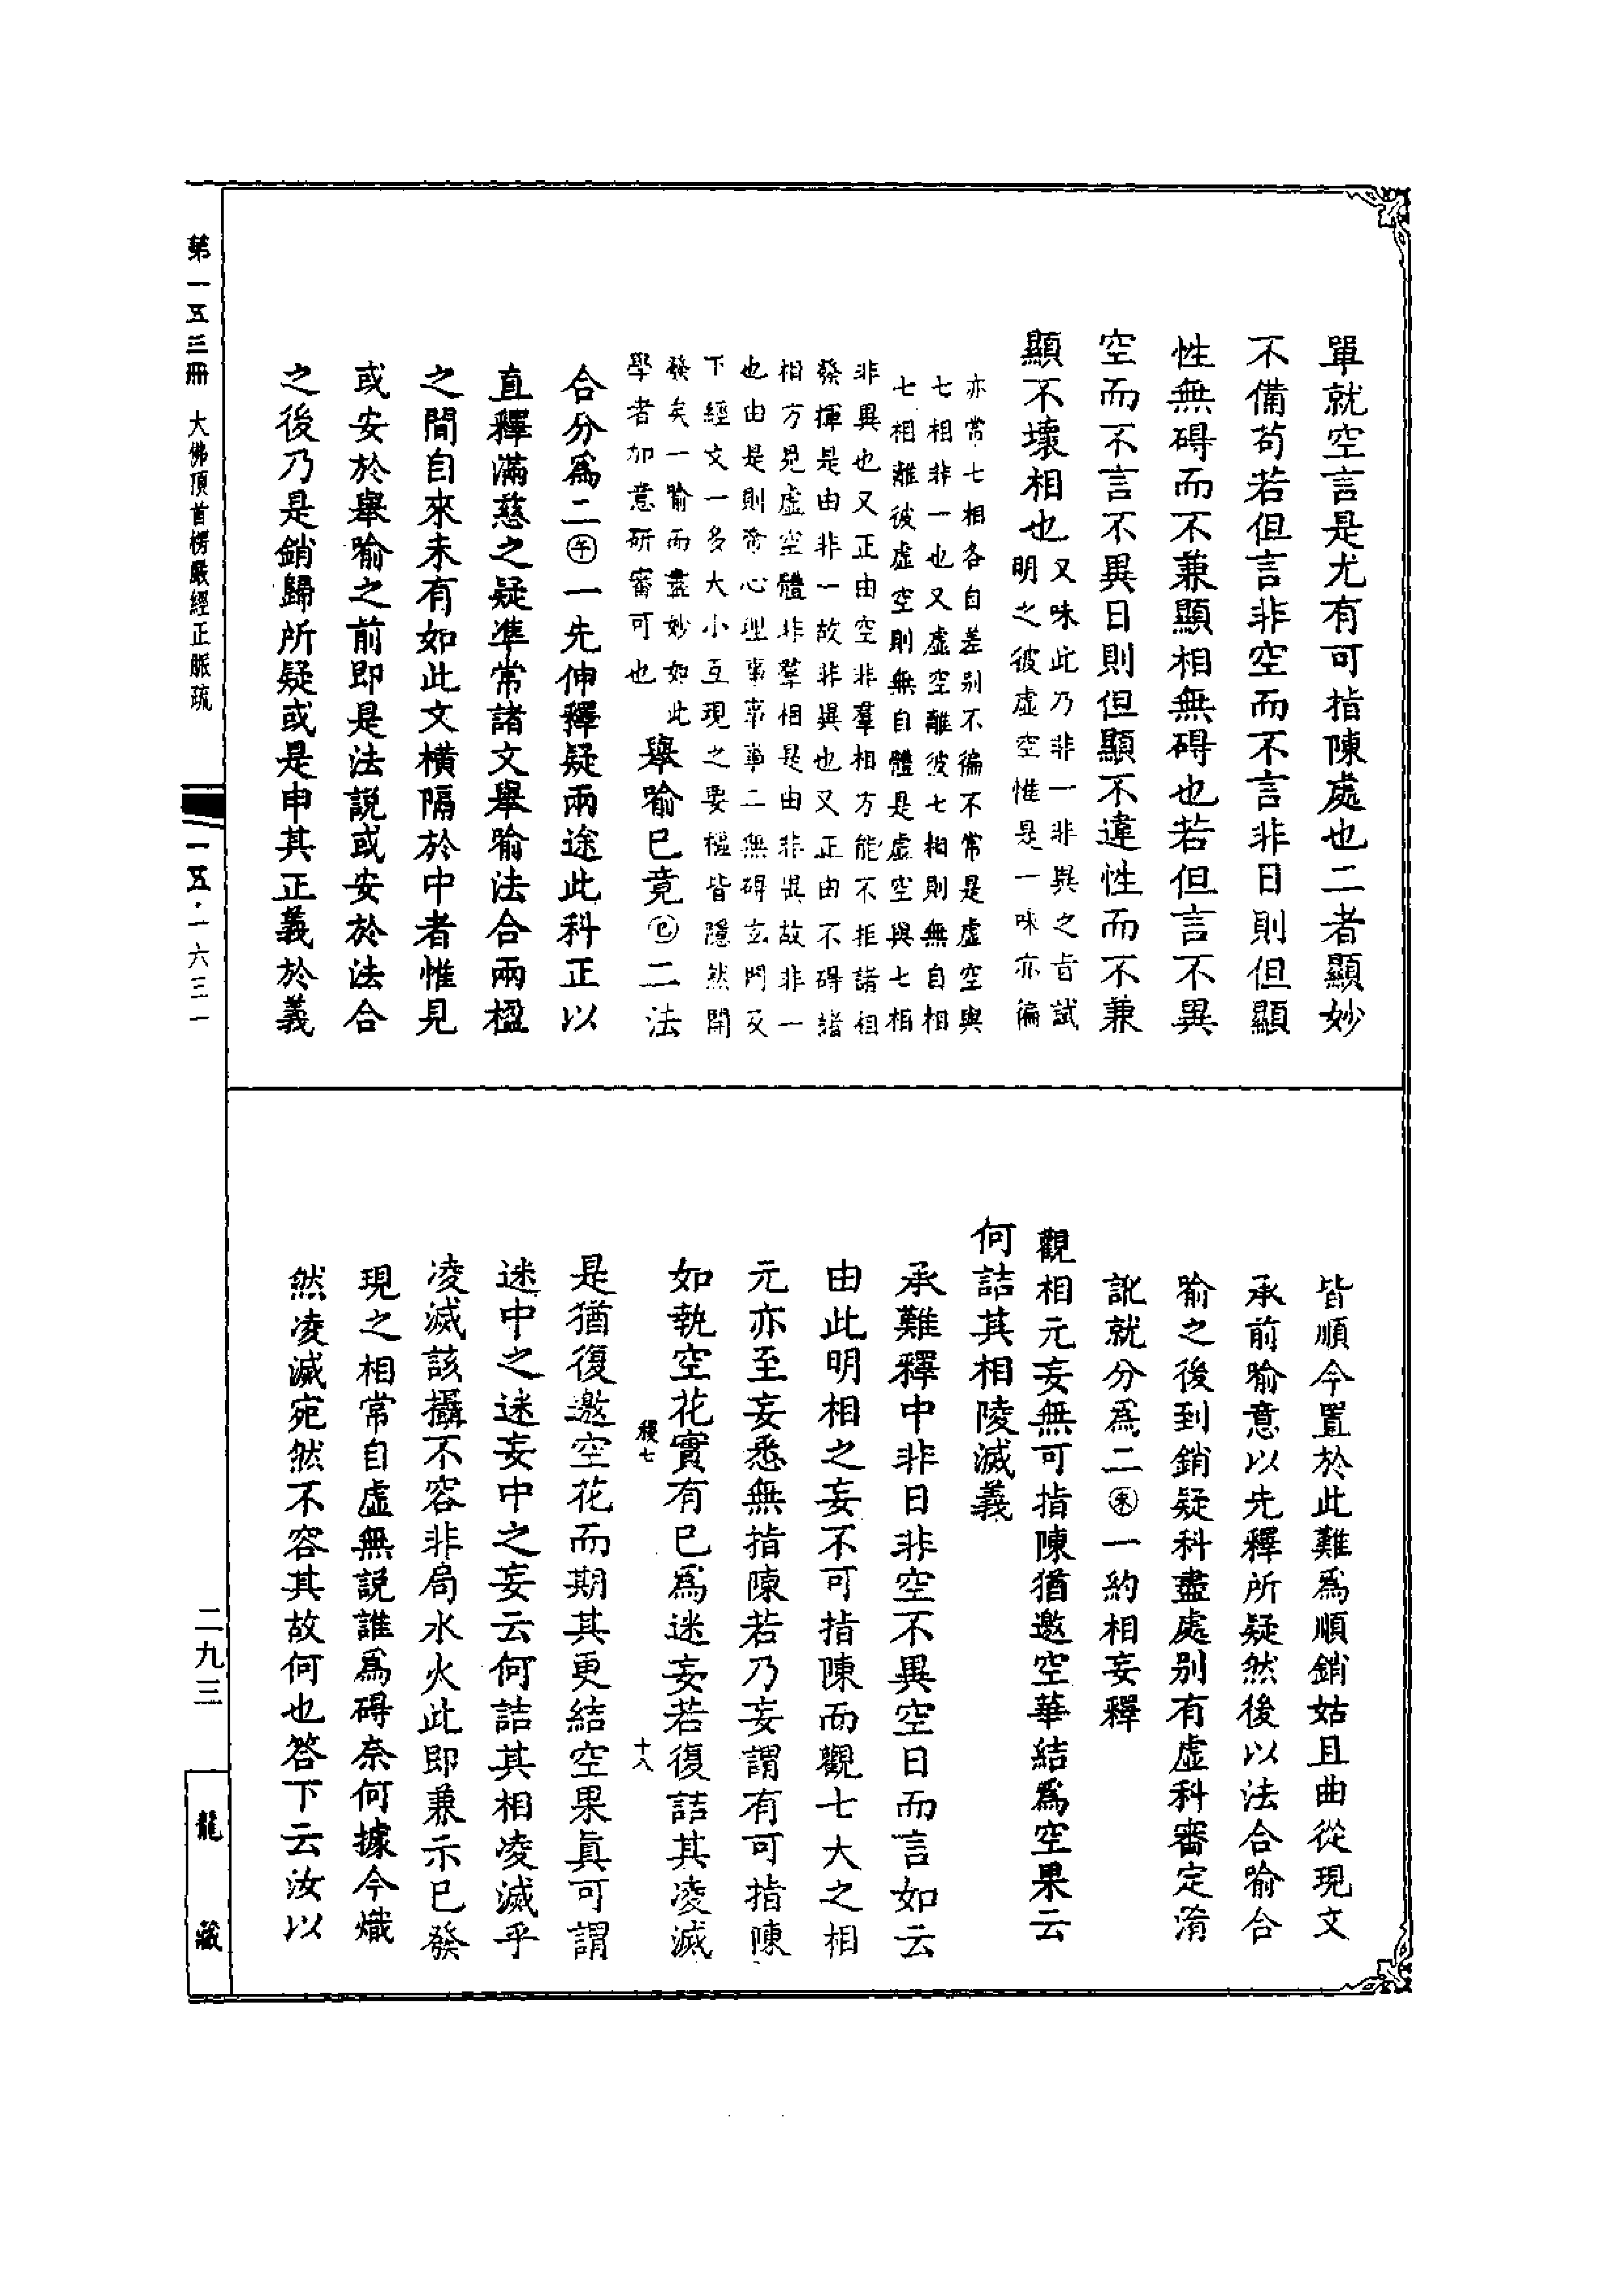 單就空言是尤有可指陳處也二者顯妙
不備苟若但言非空而不言非日則但顯
性無碍而不兼顯相無碍也若但言不異
空而不言不異日則但顯不違性而不兼
顯不壞相也又味此乃非一非異之旨試
明之彼虛空惟是一味亦徧
亦常七相各自差別不徧不常是虛空與
七相非一也又虛空離彼七相則無自相
七相離彼虛空則無自體是虛空與七相
非異也又正由空非羣相方能不拒諸相
發揮是由非一故非異也又正由不碍諸
相方見虛空體非羣相是由非異故非一
也由是則常心理事事事二無碍玄門及
下經文一多大小互現之要樞皆隱然開
發矣一喻而盡妙如此
學者加意研審可也
舉喻已竟㊁二法
合分為二㊍一先伸釋疑兩途此科正以
直釋滿慈之疑準常諸文舉喻法合兩楹
之間自來未有如此文橫隔於中者惟見
或安於舉喻之前即是法說或安於法合
之後乃是銷歸所疑或是申其正義於義
皆順今置於此難為順銷姑且曲從現文
承前喻意以先釋所疑然後以法合喻合
喻之後到銷疑科盡處別有虛科審定淆
訛就分為二㊍一約相妄釋
觀相元妄無可指陳猶邀空華結為空果云
何詰其相陵滅義
承難釋中非日非空不異空日而言如云
由此明相之妄不可指陳而觀七大之相
元亦至妄悉無指陳若乃妄謂有可指陳
如執空花實有已為迷妄若復詰其凌滅
稷七
十八
是猶復邀空花而期其更結空果真可謂
迷中之迷妄中之妄云何詰其相凌滅乎
凌滅該攝不容非局水火此即兼示已發
現之相常自虛無說誰為碍奈何據今熾
然凌滅宛然不容其故何也答下云汝以
第一五三冊 大佛頂首楞嚴經正脈疏
一五·一六三一
二九三
龍藏